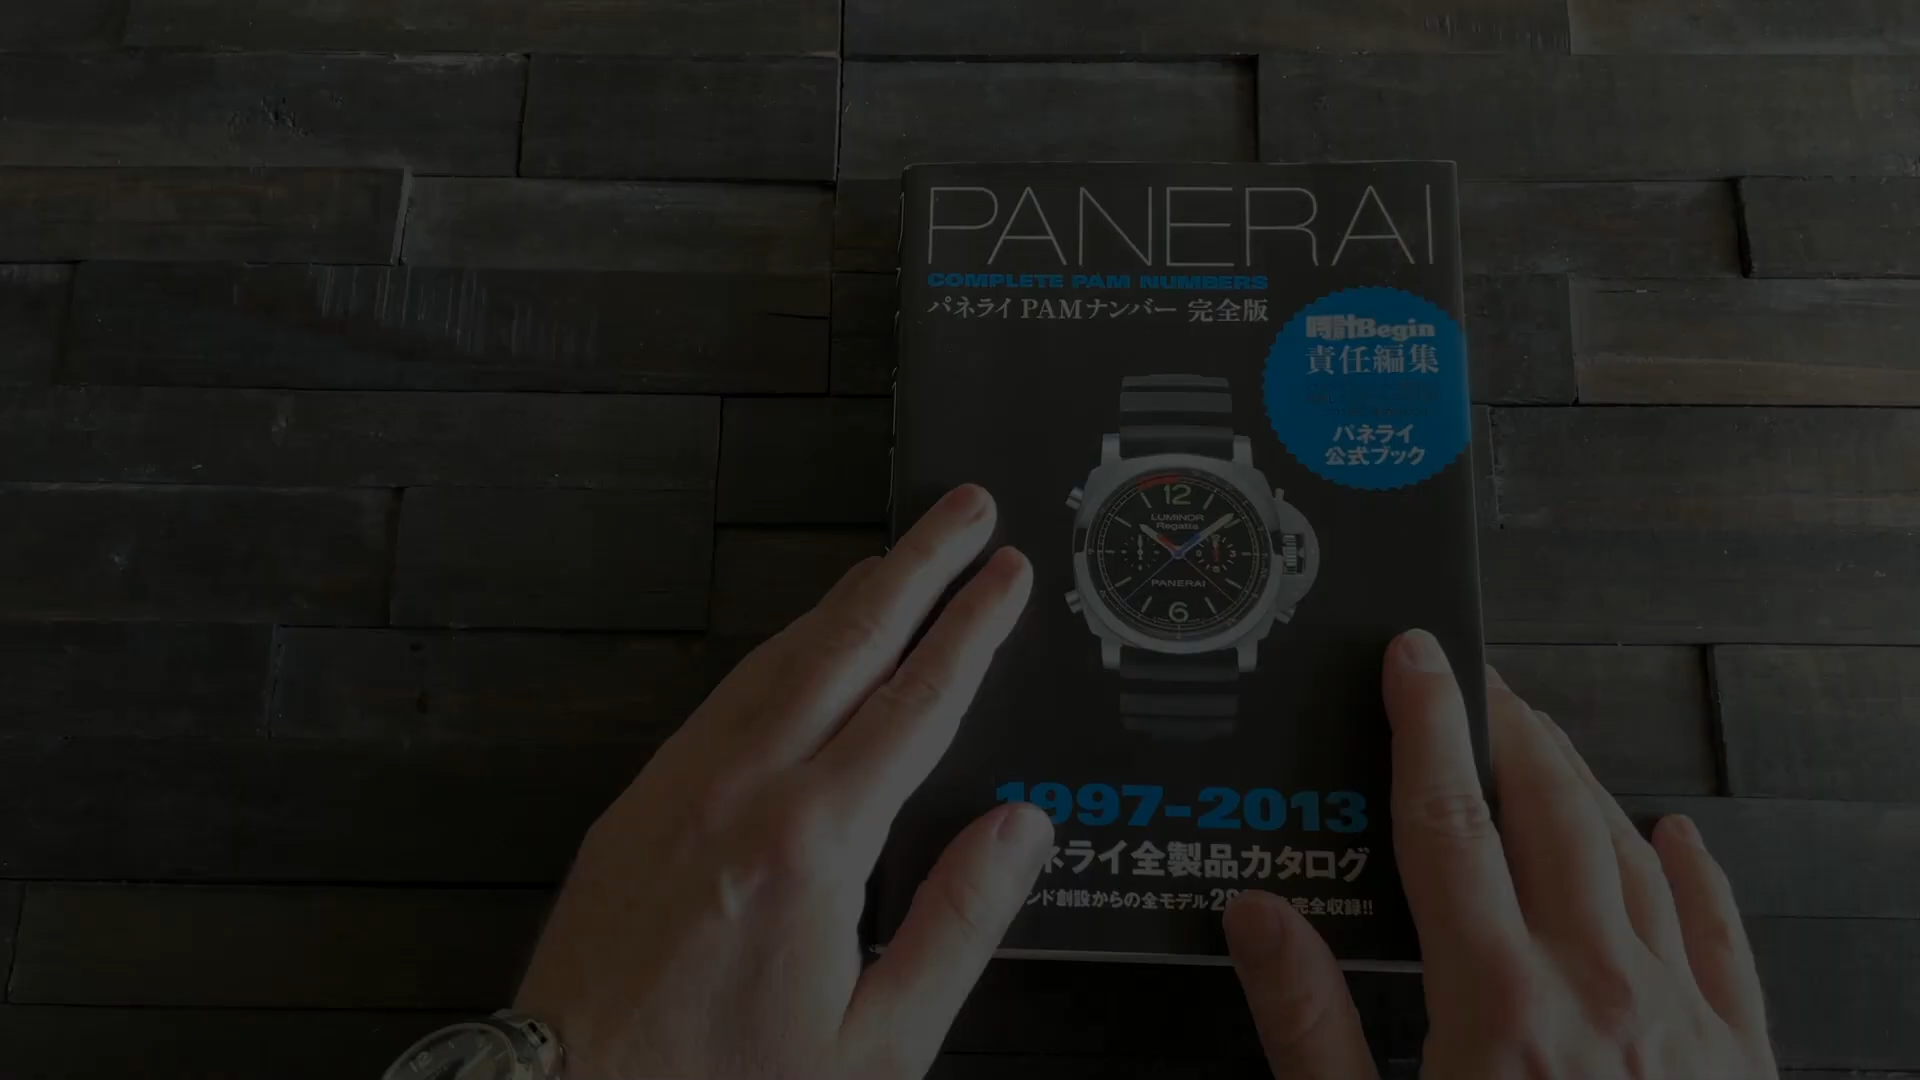 PANERAI
COMPLETE PAM NUMBERS
パネライ PAMナンバー 完全版
時計Begin
責任編集
パネライ
公式ブック
12
LUMINOR
Regatta
PANERAI
6
1997-2013
ネライ全製品カタログ
ンド創設からの全モデル
完全収録!!
12